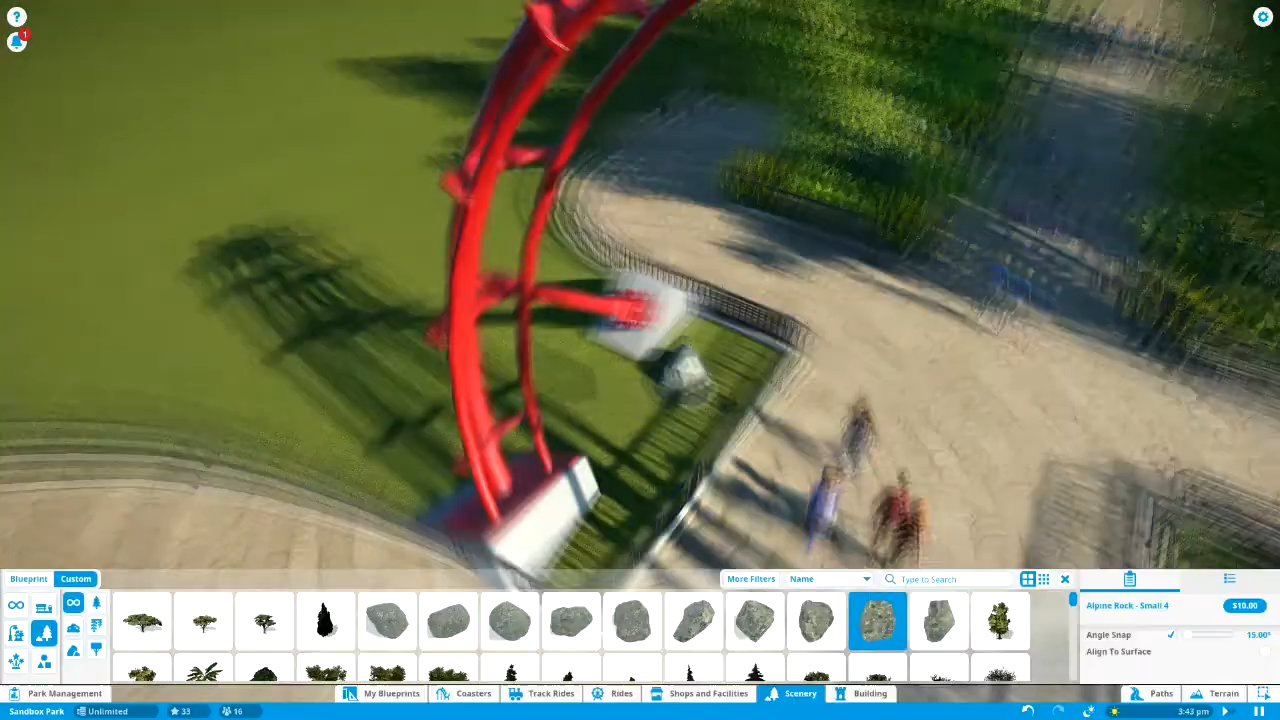 ?
1
Blueprint Custom More Filters Name Type to Search
Alpine Rock - Small 4 $10.00
Angle Snap 15.00°
Align To Surface
Park Management My Blueprints Coasters Track Rides Rides Shops and Facilities Scenery Building Paths Terrain
Sandbox Park Unlimited 33 16 3:43 pm